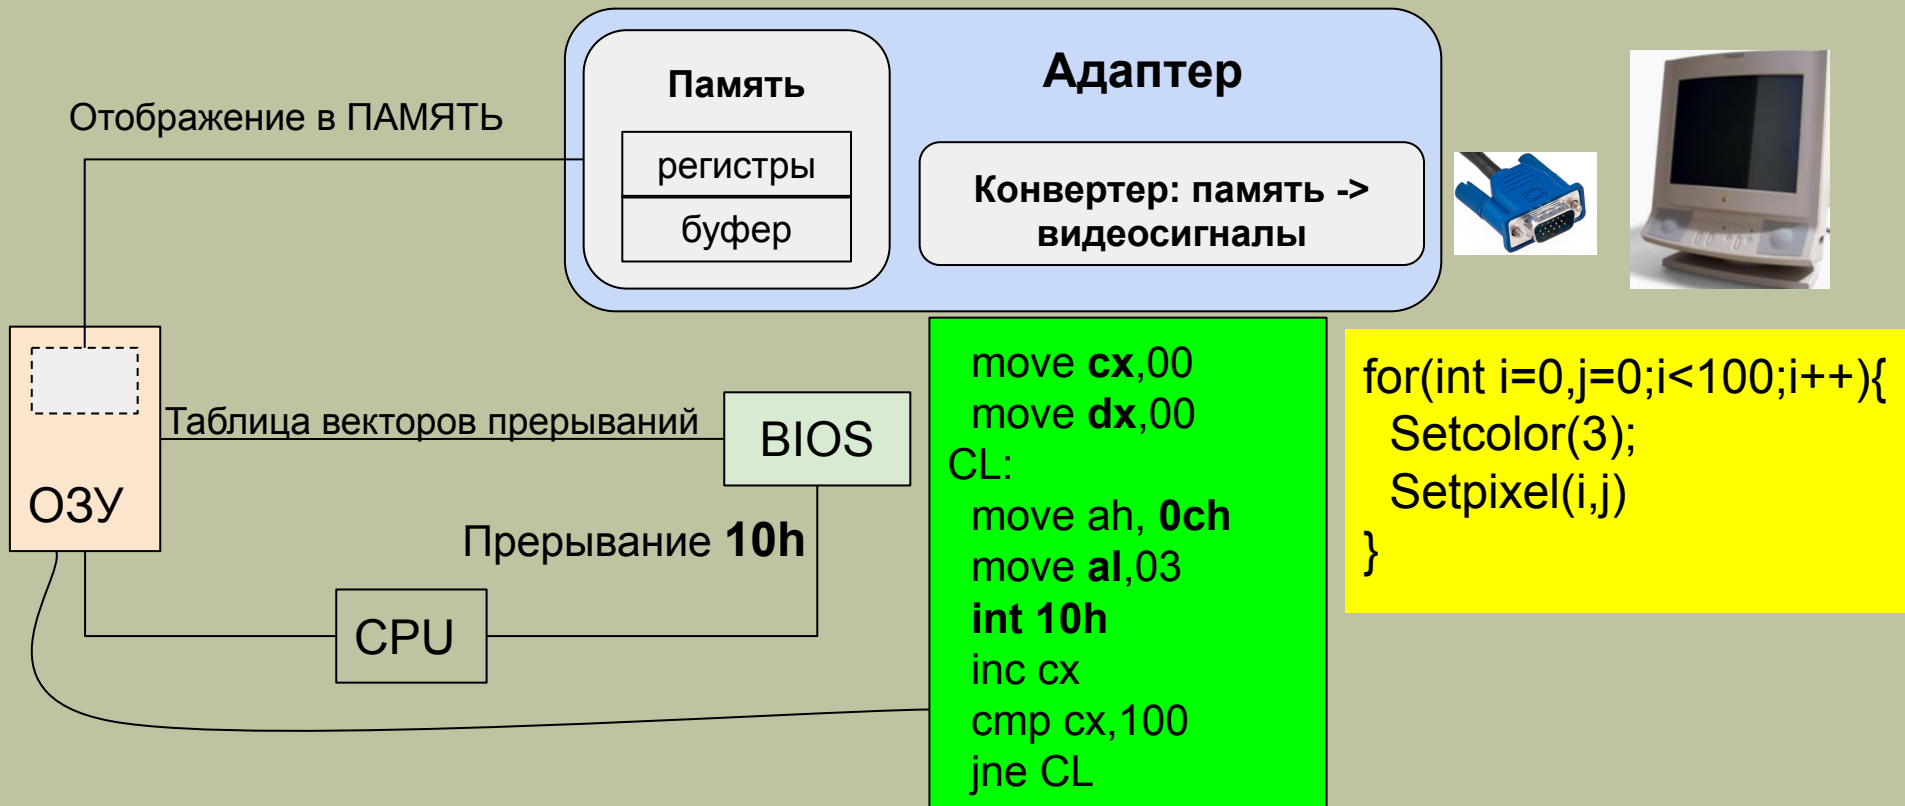 Адаптер
Память
Отображение в ПАМЯТЬ
регистры
буфер
Конвертер: память ->
видеосигналы
ОЗУ
Таблица векторов прерываний
BIOS
Прерывание 10h
CPU
move cx,00
move dx,00
CL:
move ah, 0ch
move al,03
int 10h
inc cx
cmp cx,100
jne CL
for(int i=0,j=0;i<100;i++){
Setcolor(3);
Setpixel(i,j)
}